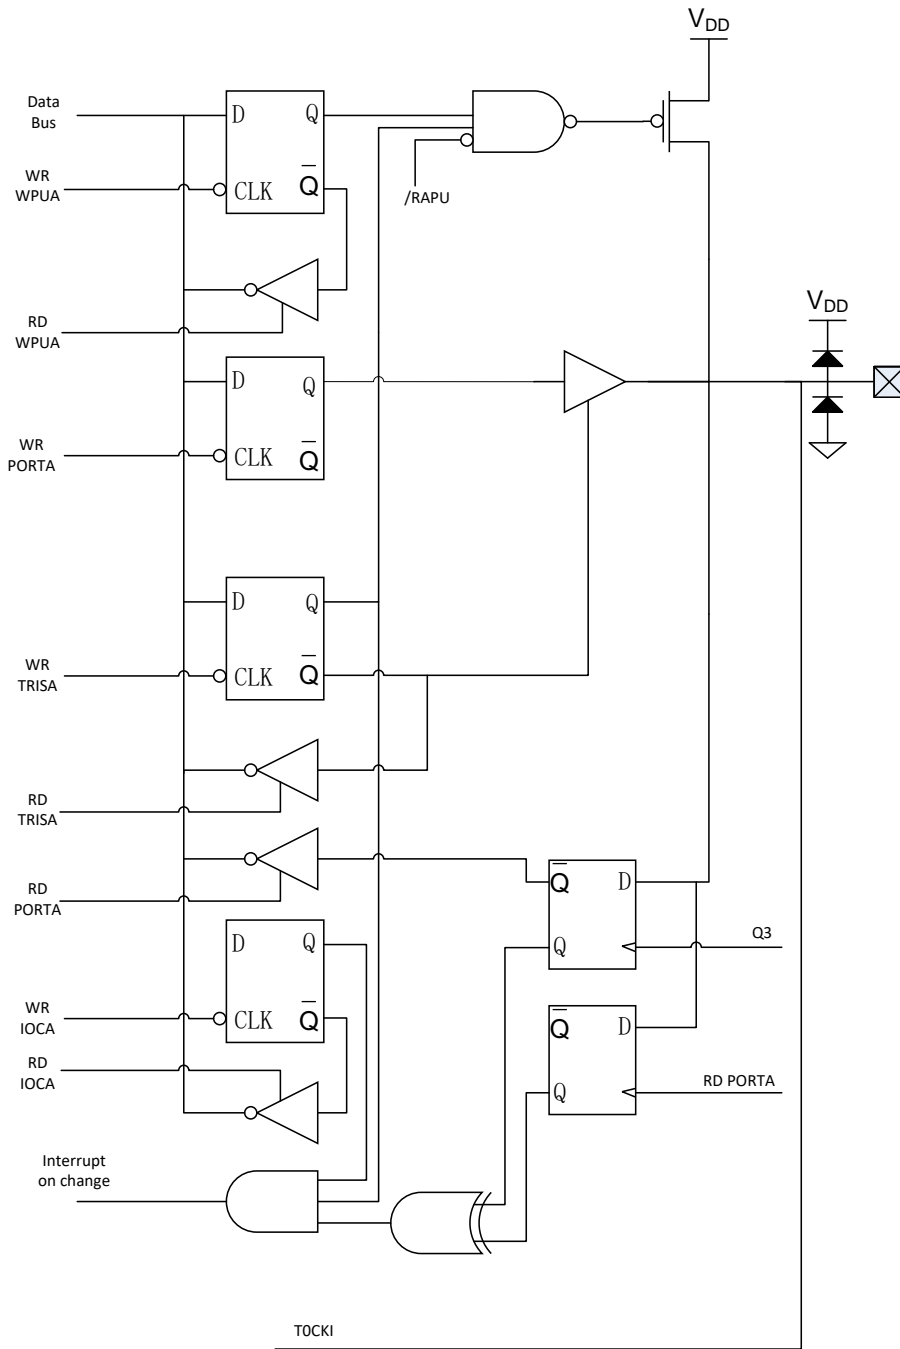 VDD
Data
Bus
D
Q
WR
WPUA
CLK
Q
/RAPU
RD
WPUA
VDD
D
Q
WR
PORTA
CLK
Q
D
Q
WR
TRISA
CLK
Q
RD
TRISA
RD
PORTA
Q
D
Q
Q3
D
Q
WR
IOCA
CLK
Q
Q
D
RD
IOCA
Q
RD PORTA
Interrupt
on change
T0CKI